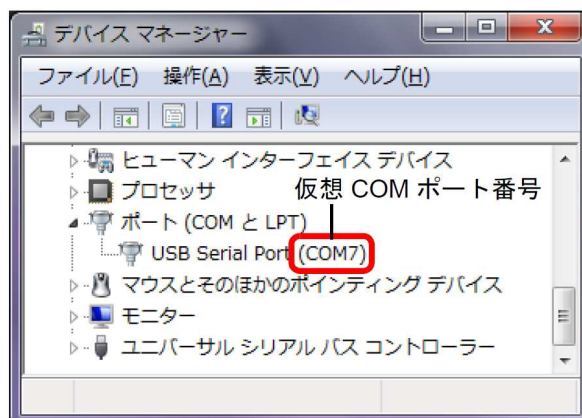 デバイス マネージャー
ファイル(F) 操作(A) 表示(V) ヘルプ(H)
ヒューマン インターフェイス デバイス
プロセッサ
仮想 COM ポート番号
ポート (COM と LPT)
USB Serial Port (COM7)
マウスとそのほかのポインティング デバイス
モニター
ユニバーサル シリアル バス コントローラー